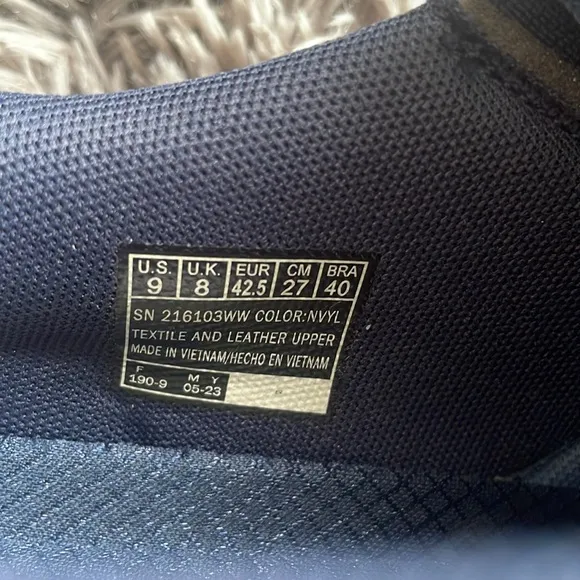 U.S. U.K. EUR CM BRA
9 8 42.5 27 40
SN 216103WW COLOR:NVYL
TEXTILE AND LEATHER UPPER
MADE IN VIETNAM/HECHO EN VIETNAM
F M Y
190-9 05-23